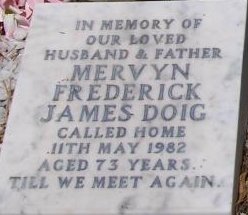 IN MEMORY OF
OUR LOVED
HUSBAND & FATHER
MERVYN
FREDERICK
JAMES DOIG
CALLED HOME
11TH MAY 1982
AGED 73 YEARS.
TILL WE MEET AGAIN.